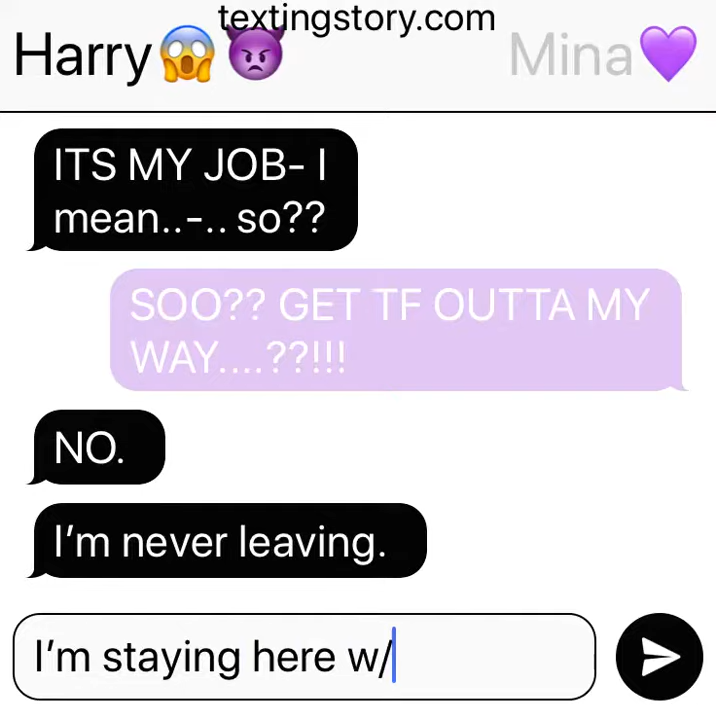 textingstory.com
Harry😱👿 Mina💜
ITS MY JOB- I
mean..-.. so??
SOO?? GET TF OUTTA MY
WAY....??!!!
NO.
I’m never leaving.
I’m staying here w/